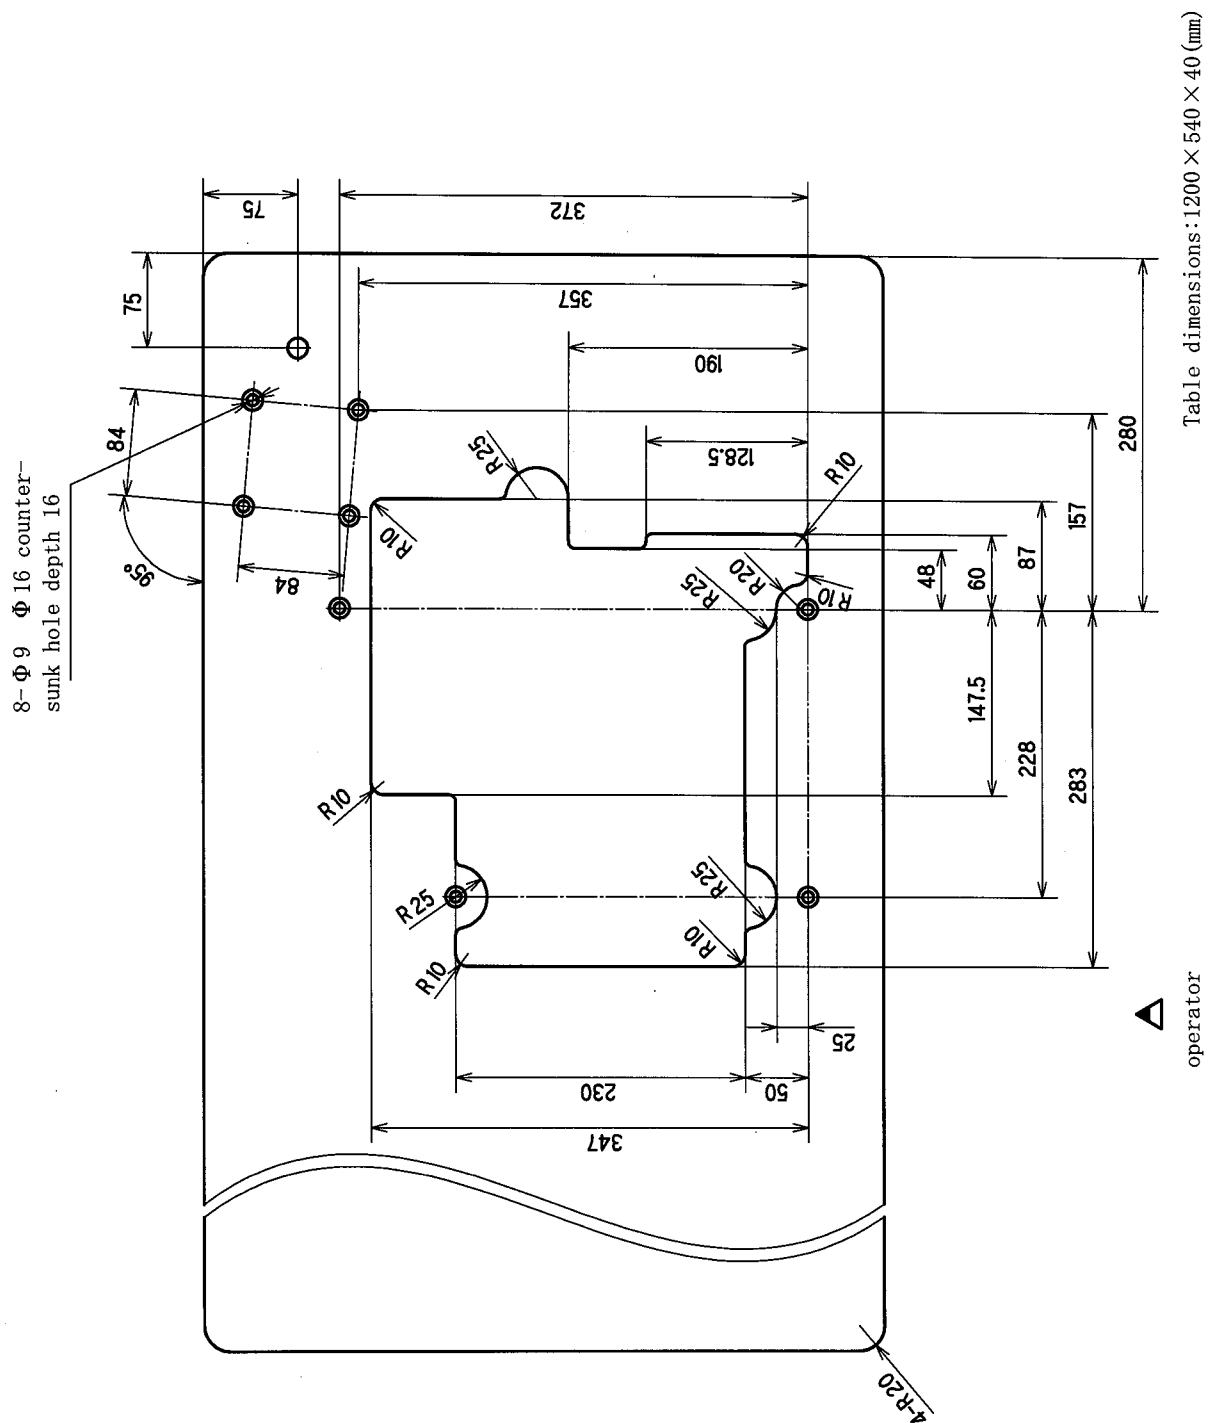 8-Φ9 Φ16 counter-
sunk hole depth 16
75
75
372
357
84
84
95°
190
R25
128.5
R10
R10
280
157
87
60
48
R20
R10
R25
147.5
228
283
R10
R25
R25
R10
R10
25
50
230
347
4-R20
Table dimensions:1200×540×40(mm)
operator